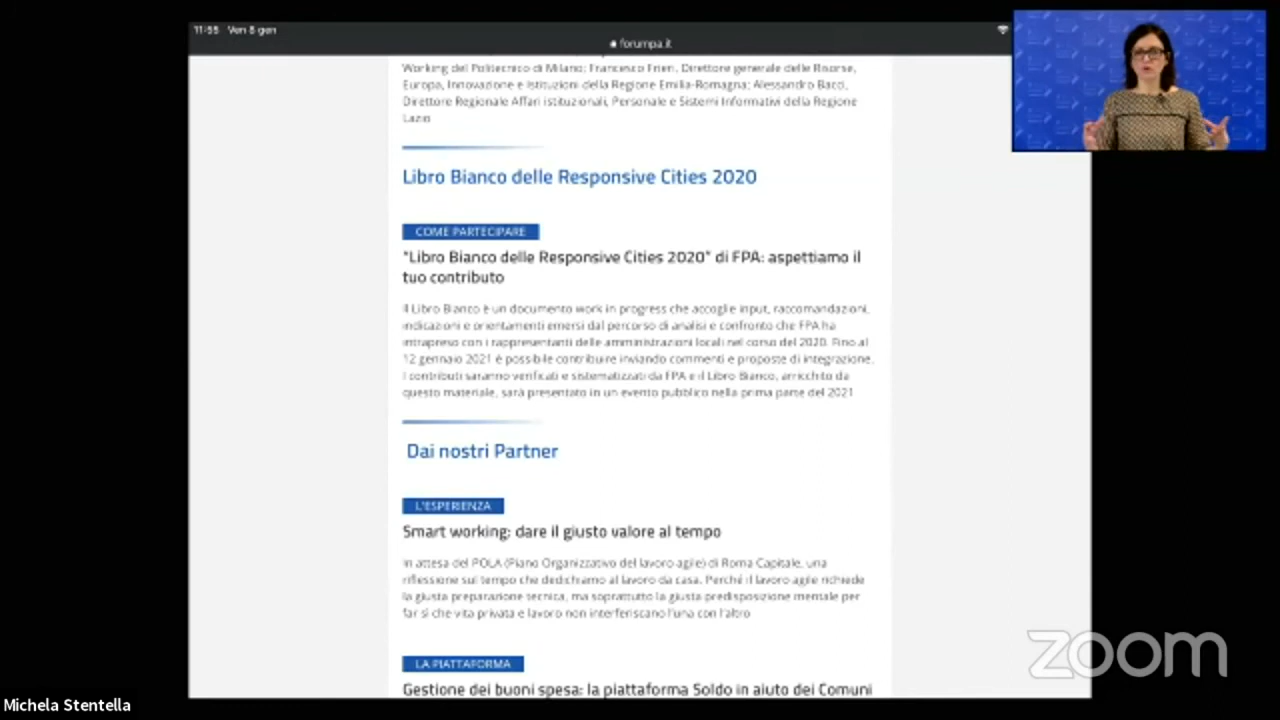 11:55 Ven 8 gen
forumpa.it
Working del Politecnico di Milano; Francesco Frieri, Direttore generale delle Risorse,
Europa, Innovazione e Istituzioni della Regione Emilia-Romagna; Alessandro Bacci,
Direttore Regionale Affari istituzionali, Personale e Sistemi Informativi della Regione
Lazio
Libro Bianco delle Responsive Cities 2020
COME PARTECIPARE
"Libro Bianco delle Responsive Cities 2020" di FPA: aspettiamo il
tuo contributo
Il Libro Bianco è un documento work in progress che accoglie input, raccomandazioni,
indicazioni e orientamenti emersi dal percorso di analisi e confronto che FPA ha
intrapreso con i rappresentanti delle amministrazioni locali nel corso del 2020. Fino al
12 gennaio 2021 è possibile contribuire inviando commenti e proposte di integrazione.
I contributi saranno verificati e sistematizzati da FPA e il Libro Bianco, arricchito da
questo materiale, sarà presentato in un evento pubblico nella prima parte del 2021
Dai nostri Partner
L'ESPERIENZA
Smart working: dare il giusto valore al tempo
In attesa del POLA (Piano Organizzativo del lavoro agile) di Roma Capitale, una
riflessione sul tempo che dedichiamo al lavoro da casa. Perché il lavoro agile richiede
la giusta preparazione tecnica, ma soprattutto la giusta predisposizione mentale per
far sì che vita privata e lavoro non interferiscano l'una con l'altro
LA PIATTAFORMA
Gestione dei buoni spesa: la piattaforma Soldo in aiuto dei Comuni
zoom
Michela Stentella